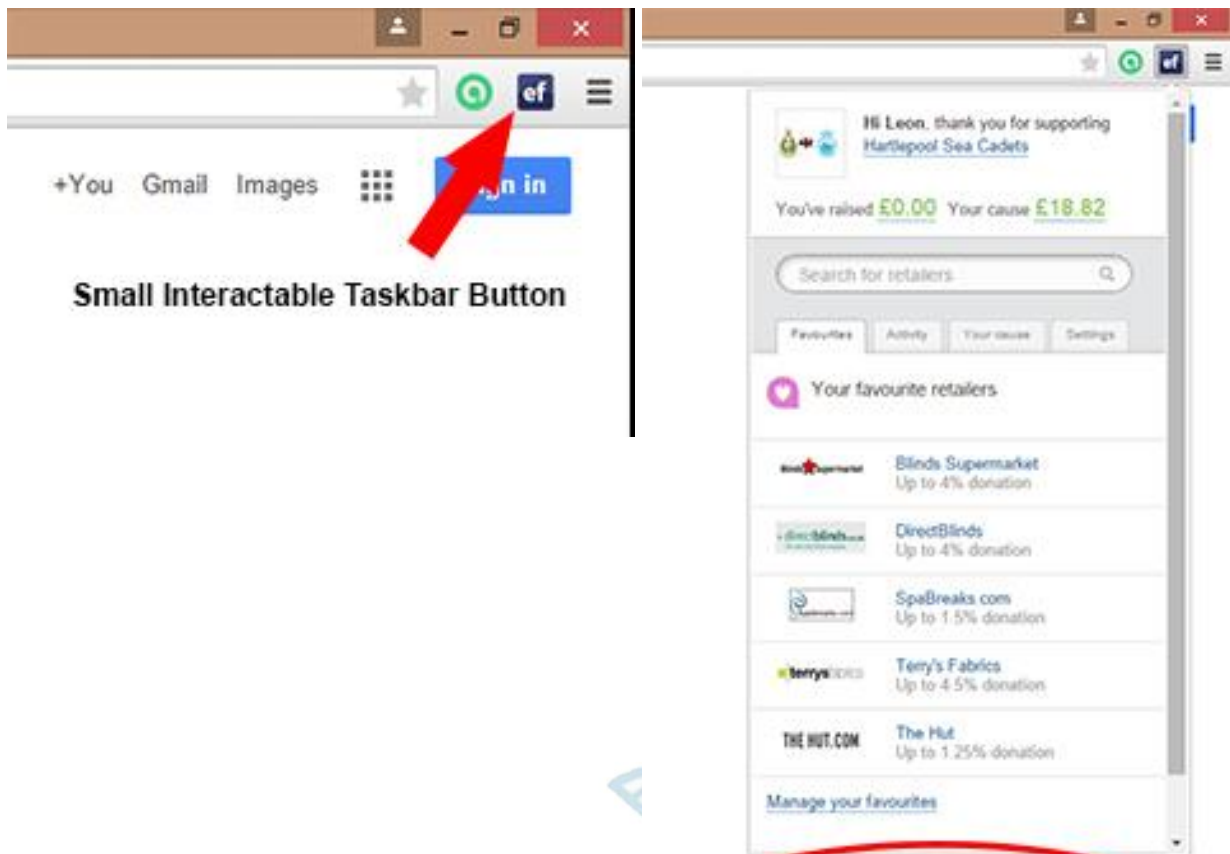 ef
+You Gmail Images
Small Interactable Taskbar Button
ef
Hi Leon, thank you for supporting
Hartlepool Sea Cadets
You've raised £0.00 Your cause £18.82
Search for retailers
Favourites Activity Your cause Settings
Your favourite retailers
Blinds Supermarket
Up to 4% donation
directblinds
DirectBlinds
Up to 4% donation
SpaBreaks.com
Up to 1.5% donation
terrys
Terry's Fabrics
Up to 4.5% donation
THE HUT.COM
The Hut
Up to 1.25% donation
Manage your favourites